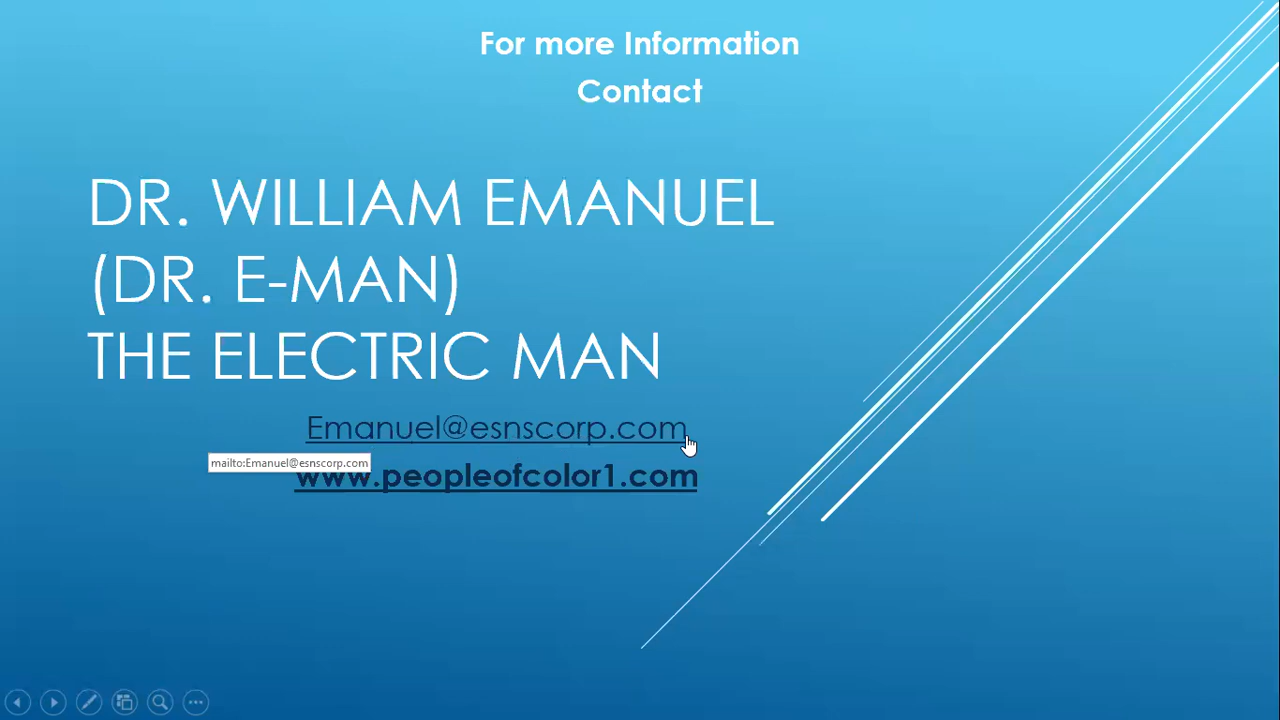 For more Information
Contact
DR. WILLIAM EMANUEL
(DR. E-MAN)
THE ELECTRIC MAN
Emanuel@esnscorp.com
mailto:Emanuel@esnscorp.com
www.peopleofcolor1.com